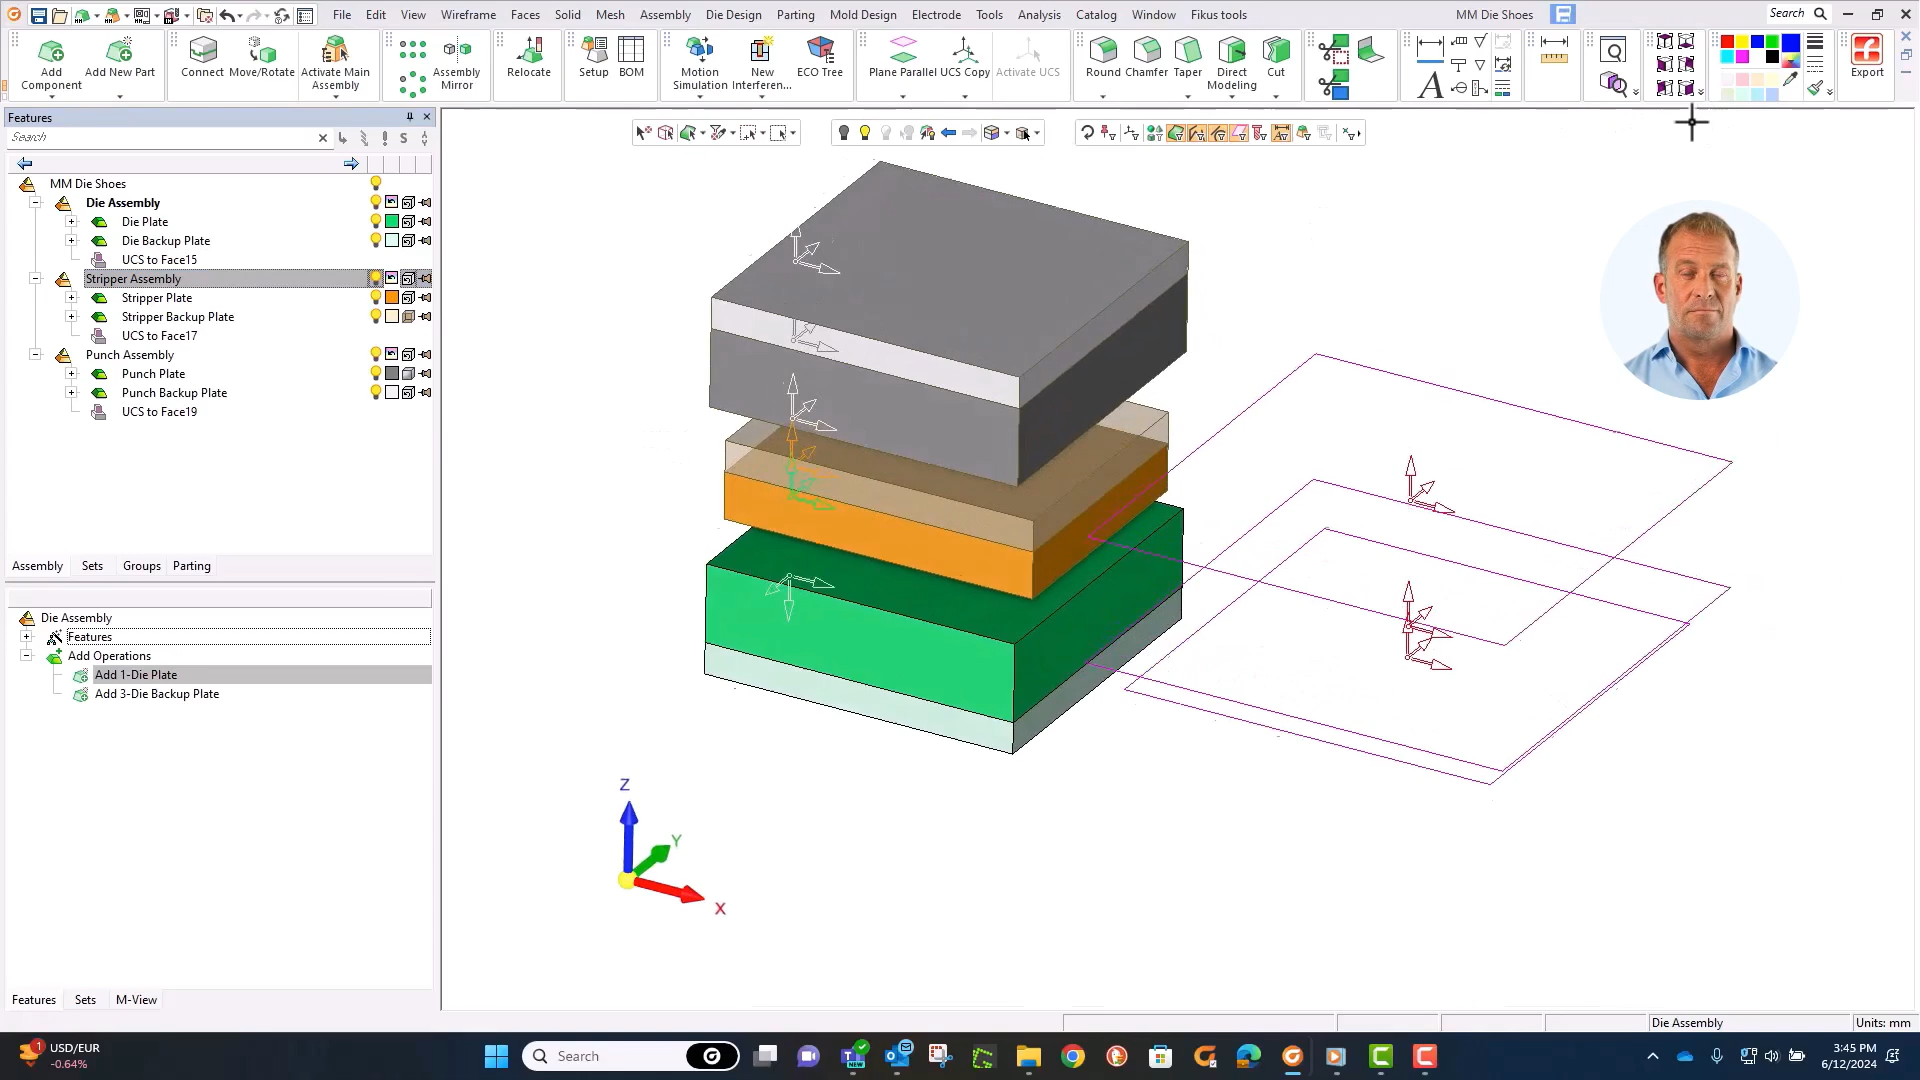 File Edit View Wireframe Faces Solid Mesh Assembly Die Design Parting Mold Design Electrode Tools Analysis Catalog Window Fikus tools MM Die Shoes Search
Add Component
Add New Part
Connect
Move/Rotate
Activate Main Assembly
Assembly Mirror
Relocate
Setup
BOM
Motion Simulation
New Interferen...
ECO Tree
Plane Parallel
UCS Copy
Activate UCS
Round
Chamfer
Taper
Direct Modeling
Cut
Export
Features
Search
S
MM Die Shoes
Die Assembly
Die Plate
Die Backup Plate
UCS to Face15
Stripper Assembly
Stripper Plate
Stripper Backup Plate
UCS to Face17
Punch Assembly
Punch Plate
Punch Backup Plate
UCS to Face19
Assembly Sets Groups Parting
Die Assembly
Features
Add Operations
Add 1-Die Plate
Add 3-Die Backup Plate
Features Sets M-View
Z
Y
X
Die Assembly Units: mm
1
USD/EUR
-0.64%
Search
NEW
3:45 PM
6/12/2024